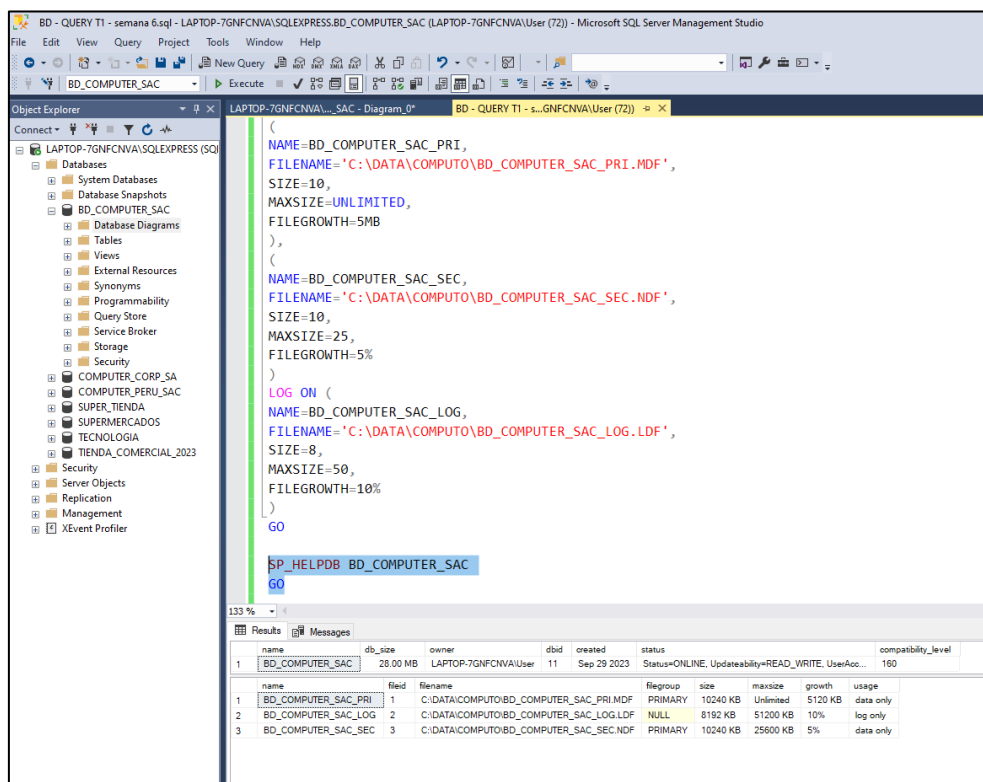 BD - QUERY T1 - semana 6.sql - LAPTOP-7GNFCNVA\SQLEXPRESS.BD_COMPUTER_SAC (LAPTOP-7GNFCNVA\User (72)) - Microsoft SQL Server Management Studio
File Edit View Query Project Tools Window Help
New Query
BD_COMPUTER_SAC Execute
Object Explorer
Connect
LAPTOP-7GNFCNVA\SQLEXPRESS (SQl
Databases
System Databases
Database Snapshots
BD_COMPUTER_SAC
Database Diagrams
Tables
Views
External Resources
Synonyms
Programmability
Query Store
Service Broker
Storage
Security
COMPUTER_CORP_SA
COMPUTER_PERU_SAC
SUPER_TIENDA
SUPERMERCADOS
TECNOLOGIA
TIENDA_COMERCIAL_2023
Security
Server Objects
Replication
Management
XEvent Profiler
LAPTOP-7GNFCNVA\..._SAC - Diagram_0* BD - QUERY T1 - s...GNFCNVA\User (72))
(
NAME=BD_COMPUTER_SAC_PRI,
FILENAME='C:\DATA\COMPUTO\BD_COMPUTER_SAC_PRI.MDF',
SIZE=10,
MAXSIZE=UNLIMITED,
FILEGROWTH=5MB
),
(
NAME=BD_COMPUTER_SAC_SEC,
FILENAME='C:\DATA\COMPUTO\BD_COMPUTER_SAC_SEC.NDF',
SIZE=10,
MAXSIZE=25,
FILEGROWTH=5%
)
LOG ON (
NAME=BD_COMPUTER_SAC_LOG,
FILENAME='C:\DATA\COMPUTO\BD_COMPUTER_SAC_LOG.LDF',
SIZE=8,
MAXSIZE=50,
FILEGROWTH=10%
)
GO
SP_HELPDB BD_COMPUTER_SAC
GO
133 %
Results Messages
name db_size owner dbid created status compatibility_level
1 BD_COMPUTER_SAC 28.00 MB LAPTOP-7GNFCNVA\User 11 Sep 29 2023 Status=ONLINE, Updateability=READ_WRITE, UserAcc... 160
name fileid filename filegroup size maxsize growth usage
1 BD_COMPUTER_SAC_PRI 1 C:\DATA\COMPUTO\BD_COMPUTER_SAC_PRI.MDF PRIMARY 10240 KB Unlimited 5120 KB data only
2 BD_COMPUTER_SAC_LOG 2 C:\DATA\COMPUTO\BD_COMPUTER_SAC_LOG.LDF NULL 8192 KB 51200 KB 10% log only
3 BD_COMPUTER_SAC_SEC 3 C:\DATA\COMPUTO\BD_COMPUTER_SAC_SEC.NDF PRIMARY 10240 KB 25600 KB 5% data only